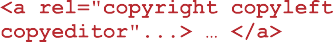 <a rel="copyright copyleft
copyeditor"...> … </a>